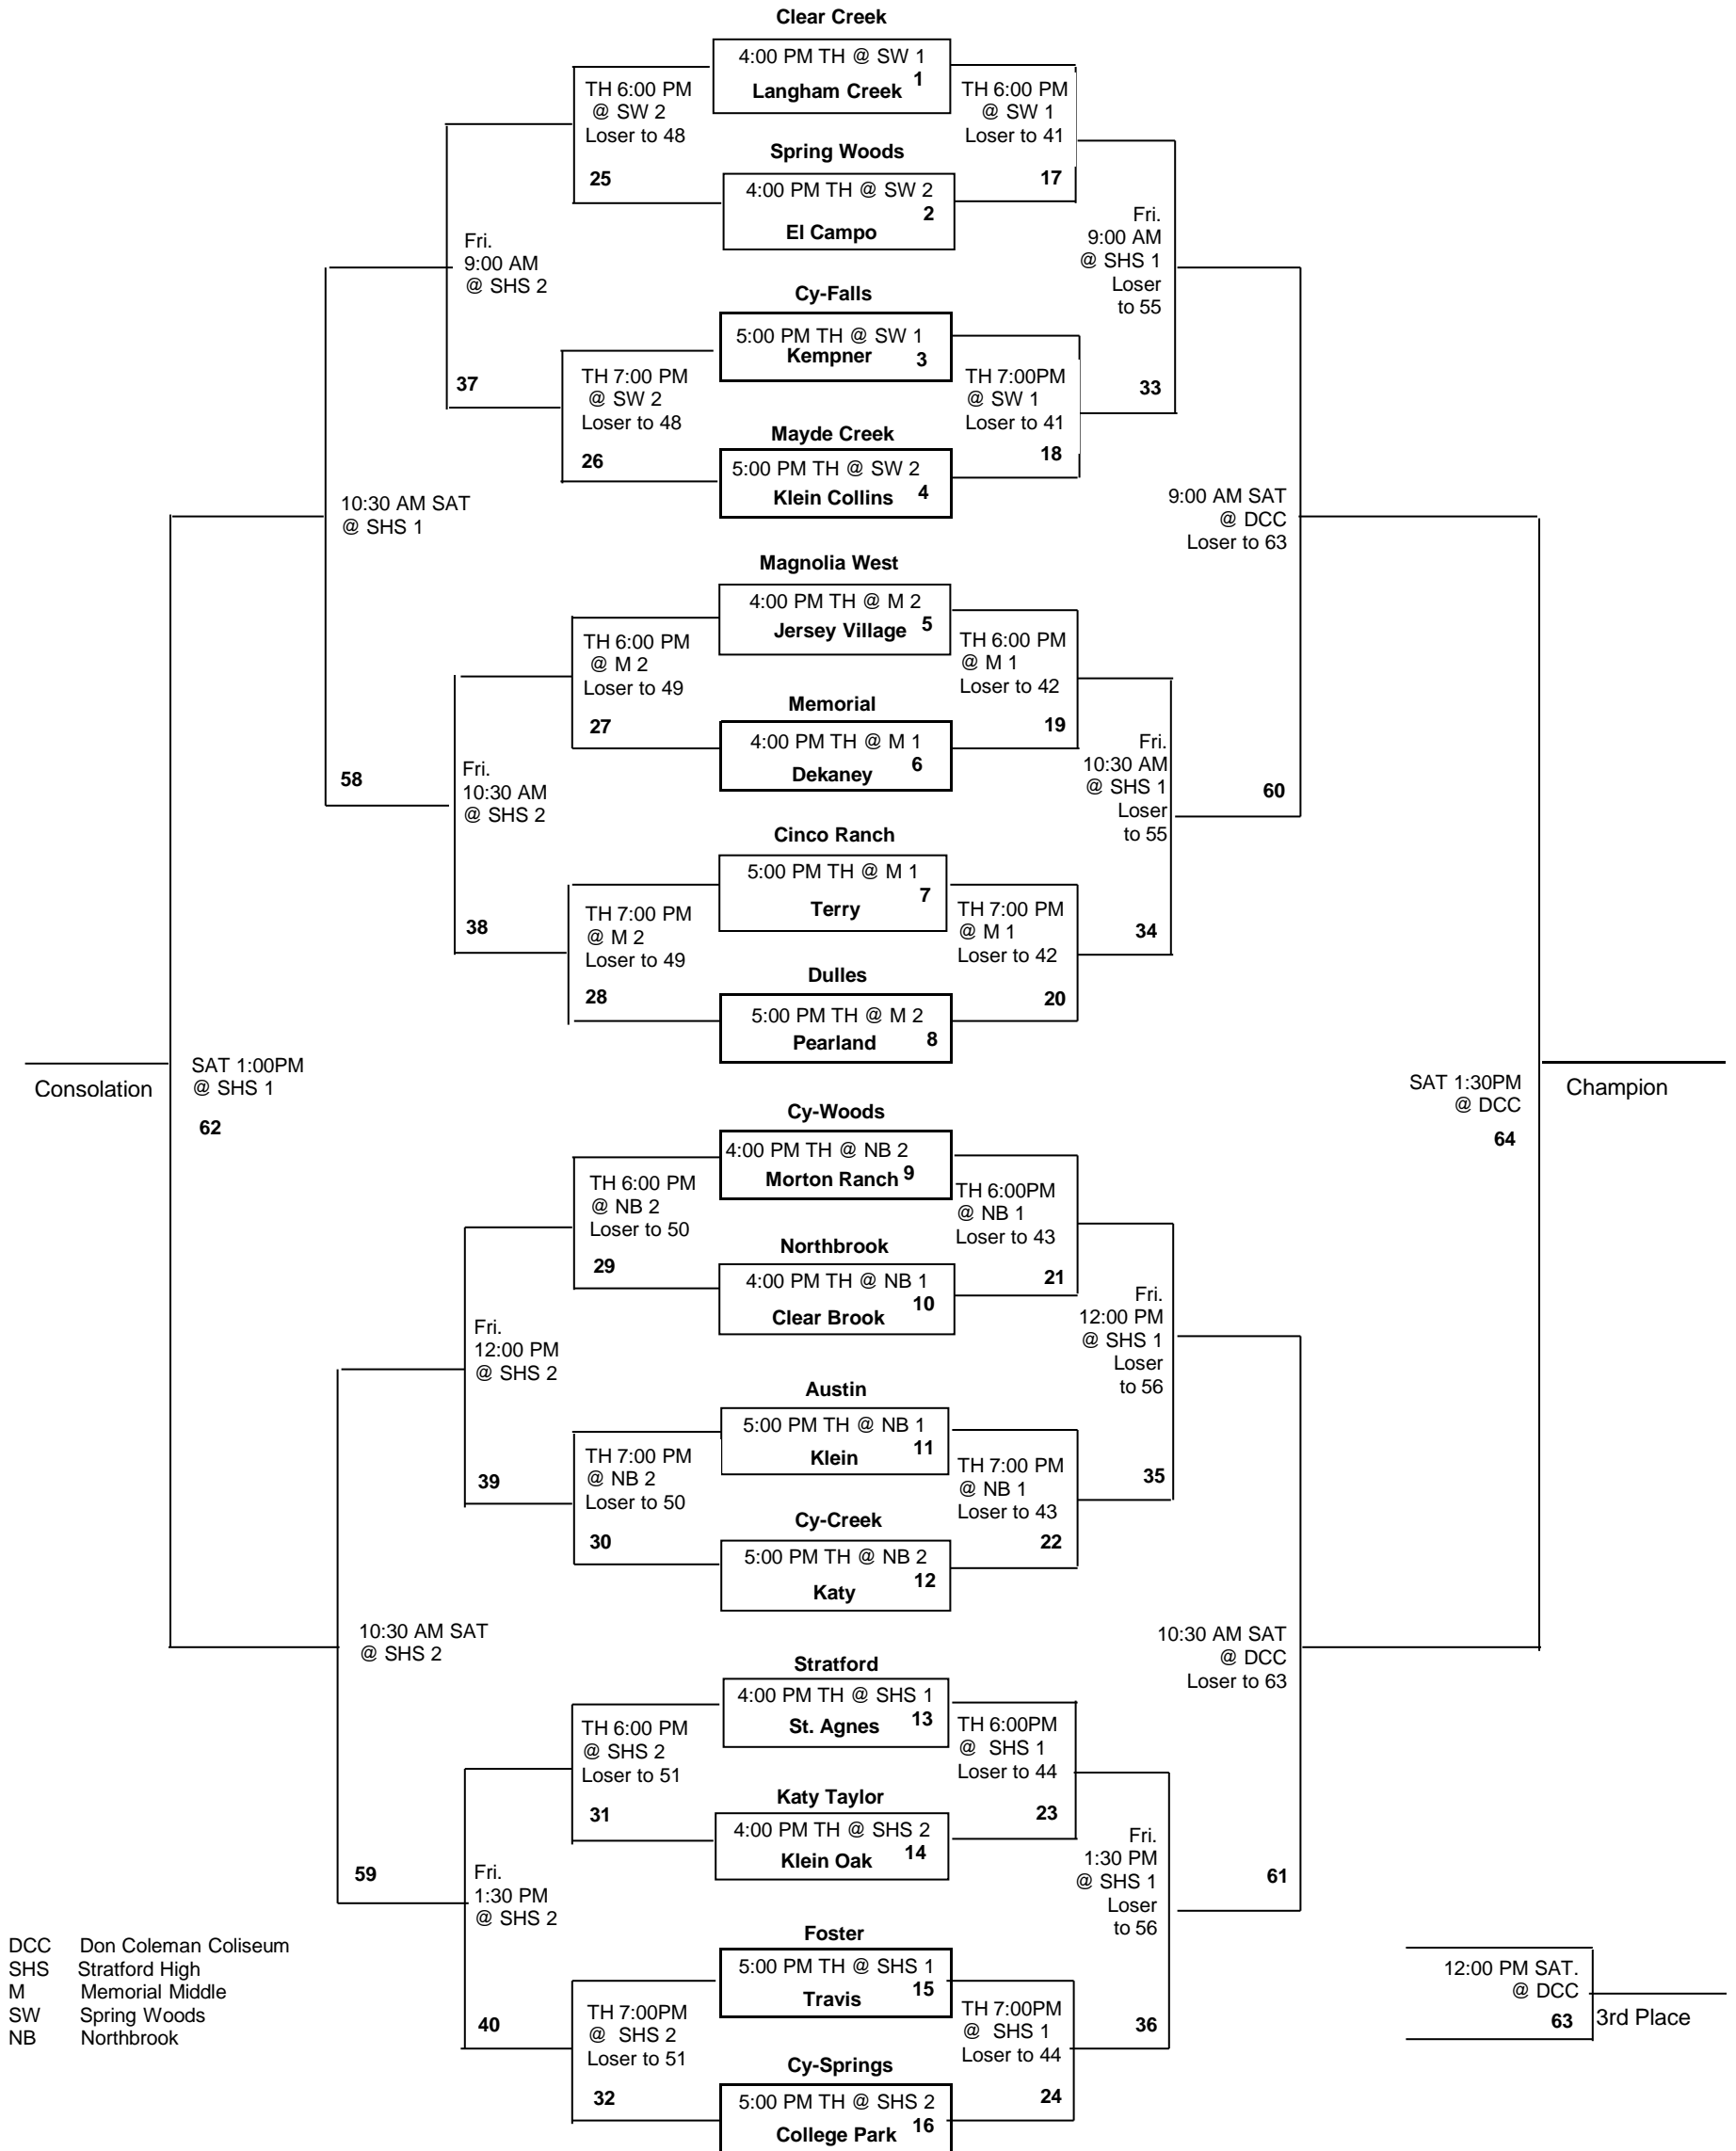 Clear Creek
4:00 PM TH @ SW 1
1
Langham Creek
TH 6:00 PM
@ SW 2
Loser to 48
25
TH 6:00 PM
@ SW 1
Loser to 41
17
Spring Woods
4:00 PM TH @ SW 2
2
El Campo
Fri.
9:00 AM
@ SHS 2
37
Fri.
9:00 AM
@ SHS 1
Loser
to 55
33
Cy-Falls
5:00 PM TH @ SW 1
Kempner 3
TH 7:00 PM
@ SW 2
Loser to 48
26
TH 7:00PM
@ SW 1
Loser to 41
18
Mayde Creek
5:00 PM TH @ SW 2
Klein Collins 4
10:30 AM SAT
@ SHS 1
58
9:00 AM SAT
@ DCC
Loser to 63
60
Magnolia West
4:00 PM TH @ M 2
Jersey Village 5
TH 6:00 PM
@ M 2
Loser to 49
27
TH 6:00 PM
@ M 1
Loser to 42
19
Memorial
4:00 PM TH @ M 1
Dekaney 6
Fri.
10:30 AM
@ SHS 2
38
Fri.
10:30 AM
@ SHS 1
Loser
to 55
34
Cinco Ranch
5:00 PM TH @ M 1
7
Terry
TH 7:00 PM
@ M 2
Loser to 49
28
TH 7:00 PM
@ M 1
Loser to 42
20
Dulles
5:00 PM TH @ M 2
Pearland 8
Consolation
SAT 1:00PM
@ SHS 1
62
SAT 1:30PM
@ DCC
64
Champion
Cy-Woods
4:00 PM TH @ NB 2
Morton Ranch 9
TH 6:00 PM
@ NB 2
Loser to 50
29
TH 6:00PM
@ NB 1
Loser to 43
21
Northbrook
4:00 PM TH @ NB 1
10
Clear Brook
Fri.
12:00 PM
@ SHS 2
39
Fri.
12:00 PM
@ SHS 1
Loser
to 56
35
Austin
5:00 PM TH @ NB 1
Klein 11
TH 7:00 PM
@ NB 2
Loser to 50
30
TH 7:00 PM
@ NB 1
Loser to 43
22
Cy-Creek
5:00 PM TH @ NB 2
12
Katy
10:30 AM SAT
@ SHS 2
59
10:30 AM SAT
@ DCC
Loser to 63
61
Stratford
4:00 PM TH @ SHS 1
St. Agnes 13
TH 6:00 PM
@ SHS 2
Loser to 51
31
TH 6:00PM
@ SHS 1
Loser to 44
23
Katy Taylor
4:00 PM TH @ SHS 2
Klein Oak 14
Fri.
1:30 PM
@ SHS 2
40
Fri.
1:30 PM
@ SHS 1
Loser
to 56
36
Foster
5:00 PM TH @ SHS 1
Travis 15
TH 7:00PM
@ SHS 2
Loser to 51
32
TH 7:00PM
@ SHS 1
Loser to 44
24
Cy-Springs
5:00 PM TH @ SHS 2
College Park 16
DCC Don Coleman Coliseum
SHS Stratford High
M Memorial Middle
SW Spring Woods
NB Northbrook
12:00 PM SAT.
@ DCC
63
3rd Place